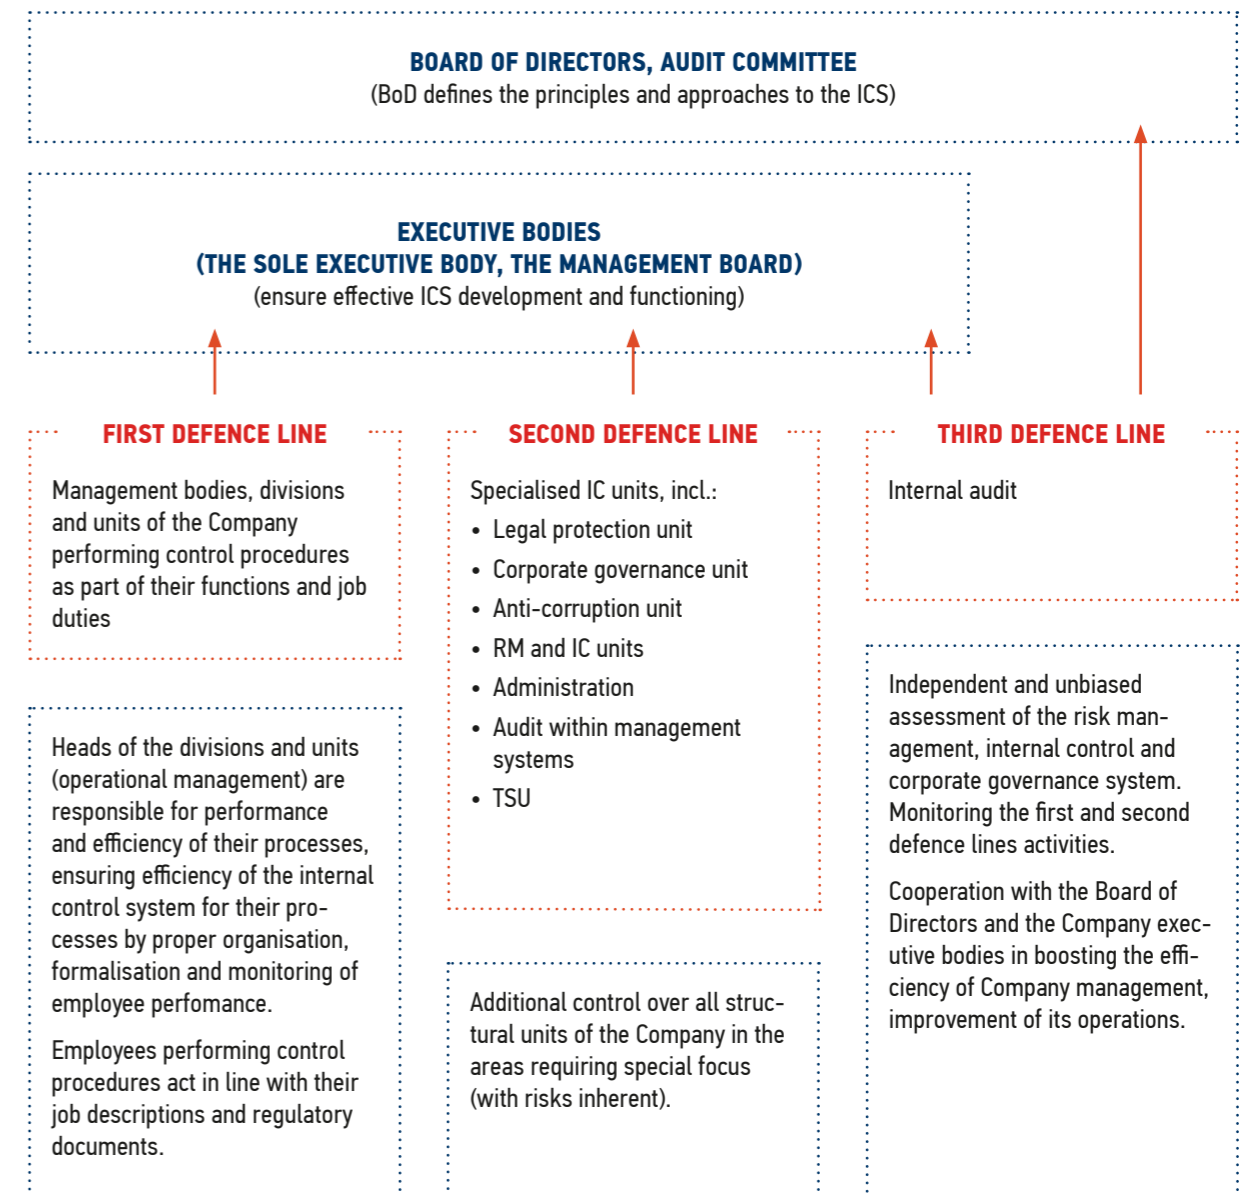 BOARD OF DIRECTORS, AUDIT COMMITTEE
(BoD defines the principles and approaches to the ICS)
EXECUTIVE BODIES
(THE SOLE EXECUTIVE BODY, THE MANAGEMENT BOARD)
(ensure effective ICS development and functioning)
FIRST DEFENCE LINE
Management bodies, divisions
and units of the Company
performing control procedures
as part of their functions and job
duties
Heads of the divisions and units
(operational management) are
responsible for performance
and efficiency of their processes,
ensuring efficiency of the internal
control system for their pro-
cesses by proper organisation,
formalisation and monitoring of
employee perfomance.
Employees performing control
procedures act in line with their
job descriptions and regulatory
documents.
SECOND DEFENCE LINE
Specialised IC units, incl.:
• Legal protection unit
• Corporate governance unit
• Anti-corruption unit
• RM and IC units
• Administration
• Audit within management
systems
• TSU
Additional control over all struc-
tural units of the Company in the
areas requiring special focus
(with risks inherent).
THIRD DEFENCE LINE
Internal audit
Independent and unbiased
assessment of the risk man-
agement, internal control and
corporate governance system.
Monitoring the first and second
defence lines activities.
Cooperation with the Board of
Directors and the Company exec-
utive bodies in boosting the effi-
ciency of Company management,
improvement of its operations.